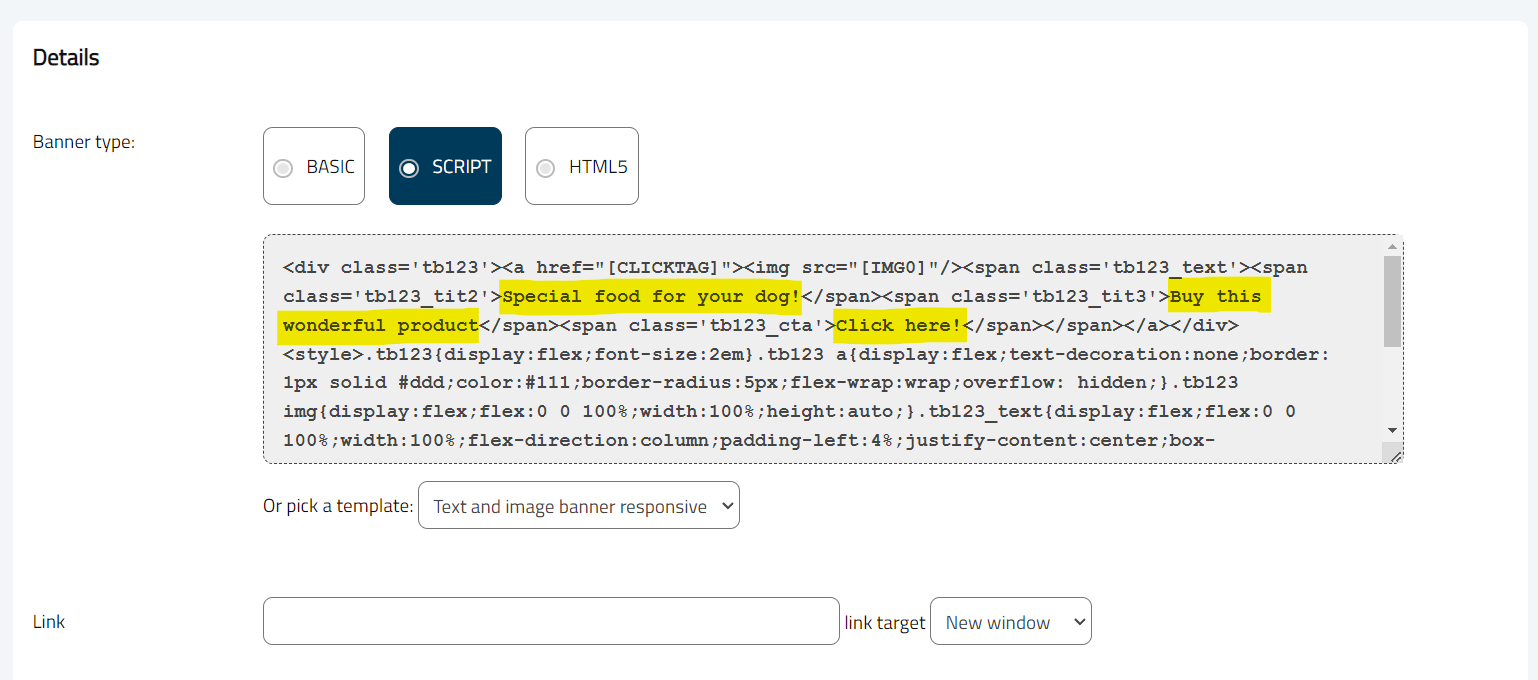 Details
Banner type:
BASIC
SCRIPT
HTML5
<div class='tb123'><a href="[CLICKTAG]"><img src="[IMG0]"/><span class='tb123_text'><span
class='tb123_tit2'>Special food for your dog!</span><span class='tb123_tit3'>Buy this
wonderful product</span><span class='tb123_cta'>Click here!</span></span></a></div>
<style>.tb123{display:flex;font-size:2em}.tb123 a{display:flex;text-decoration:none;border:
1px solid #ddd;color:#111;border-radius:5px;flex-wrap:wrap;overflow: hidden;}.tb123
img{display:flex;flex:0 0 100%;width:100%;height:auto;}.tb123_text{display:flex;flex:0 0
100%;width:100%;flex-direction:column;padding-left:4%;justify-content:center;box-
Or pick a template: Text and image banner responsive
Link
link target New window